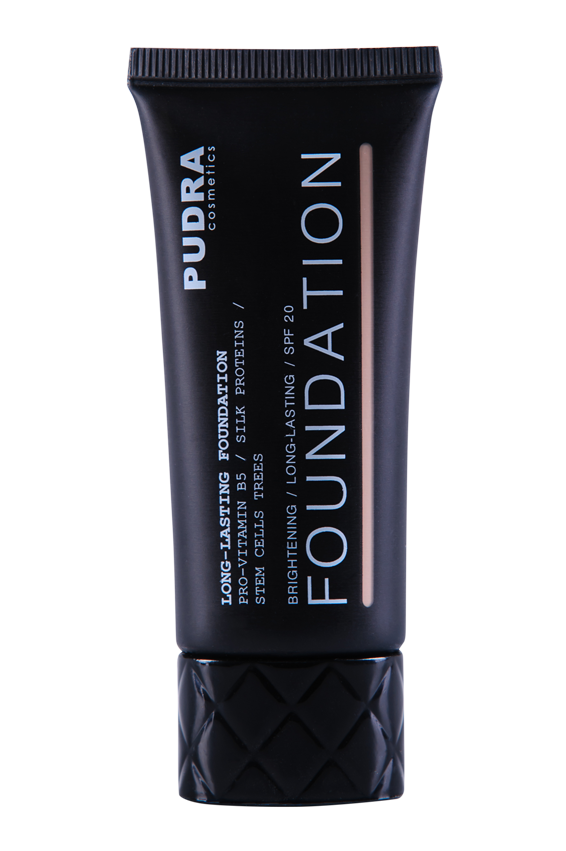 PUDRA
cosmetics
LONG-LASTING FOUNDATION
PRO-VITAMIN B5 / SILK PROTEINS /
STEM CELLS TREES
BRIGHTENING / LONG-LASTING / SPF 20
FOUNDATION